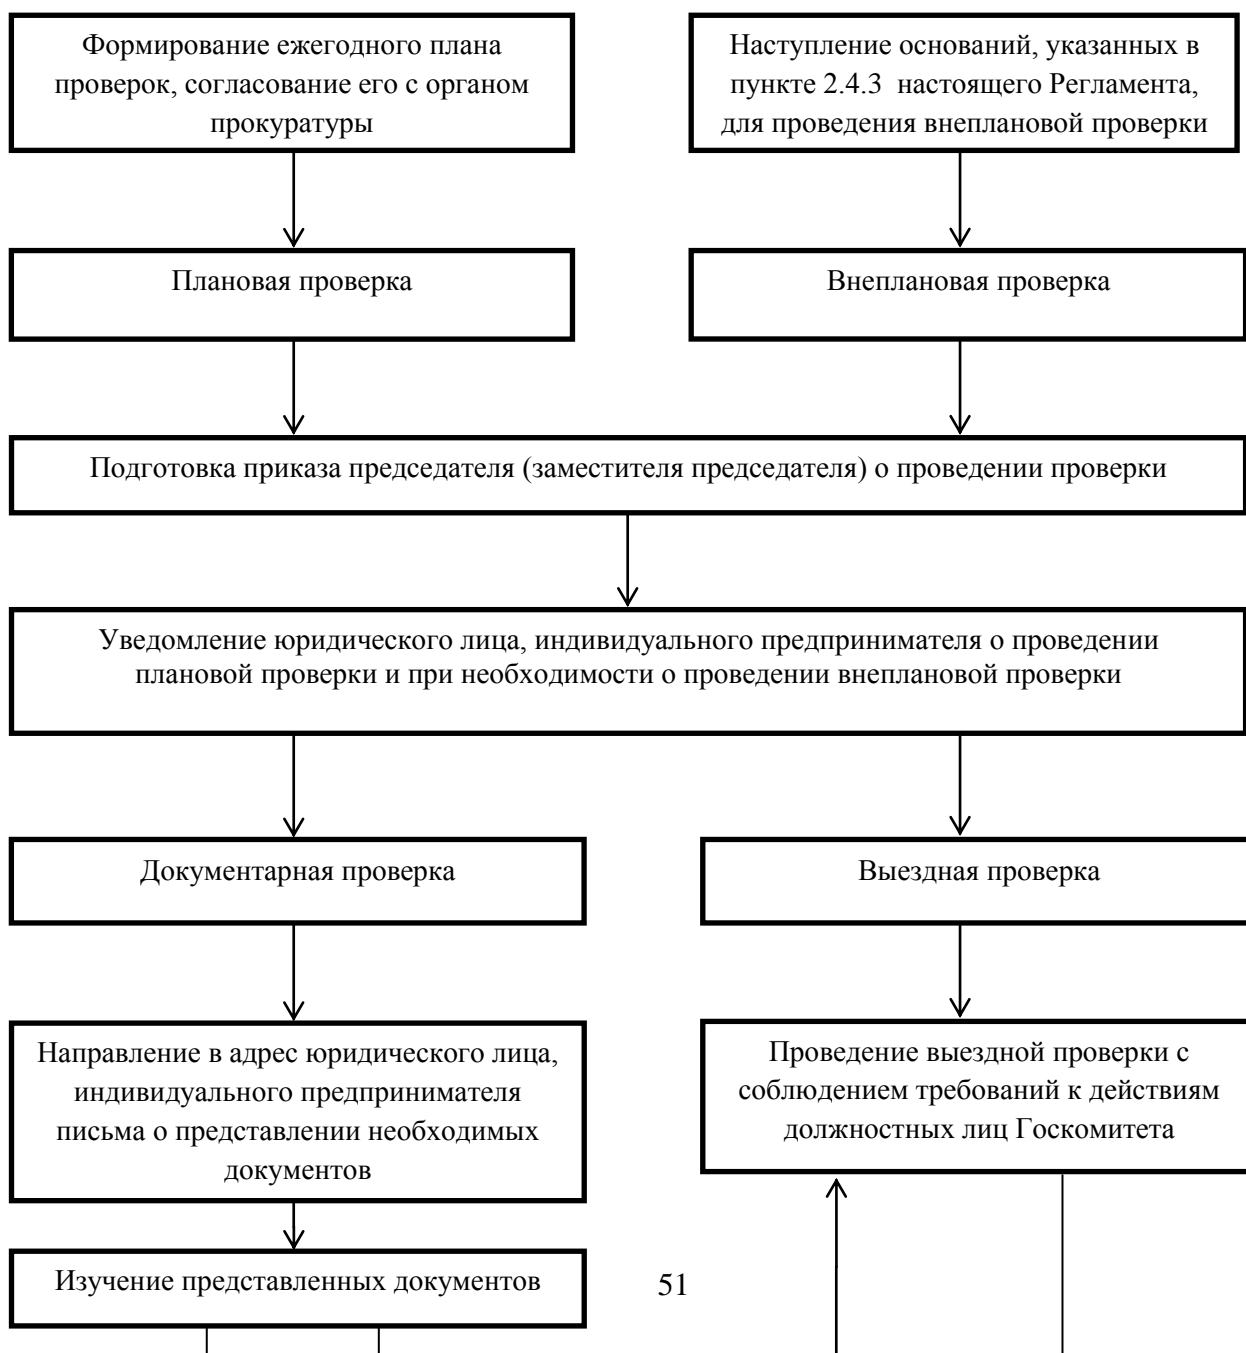 Формирование ежегодного плана
проверок, согласование его с органом
прокуратуры
Наступление оснований, указанных в
пункте 2.4.3 настоящего Регламента,
для проведения внеплановой проверки
Плановая проверка
Внеплановая проверка
Подготовка приказа председателя (заместителя председателя) о проведении проверки
Уведомление юридического лица, индивидуального предпринимателя о проведении
плановой проверки и при необходимости о проведении внеплановой проверки
Документарная проверка
Выездная проверка
Направление в адрес юридического лица,
индивидуального предпринимателя
письма о представлении необходимых
документов
Проведение выездной проверки с
соблюдением требований к действиям
должностных лиц Госкомитета
Изучение представленных документов
51